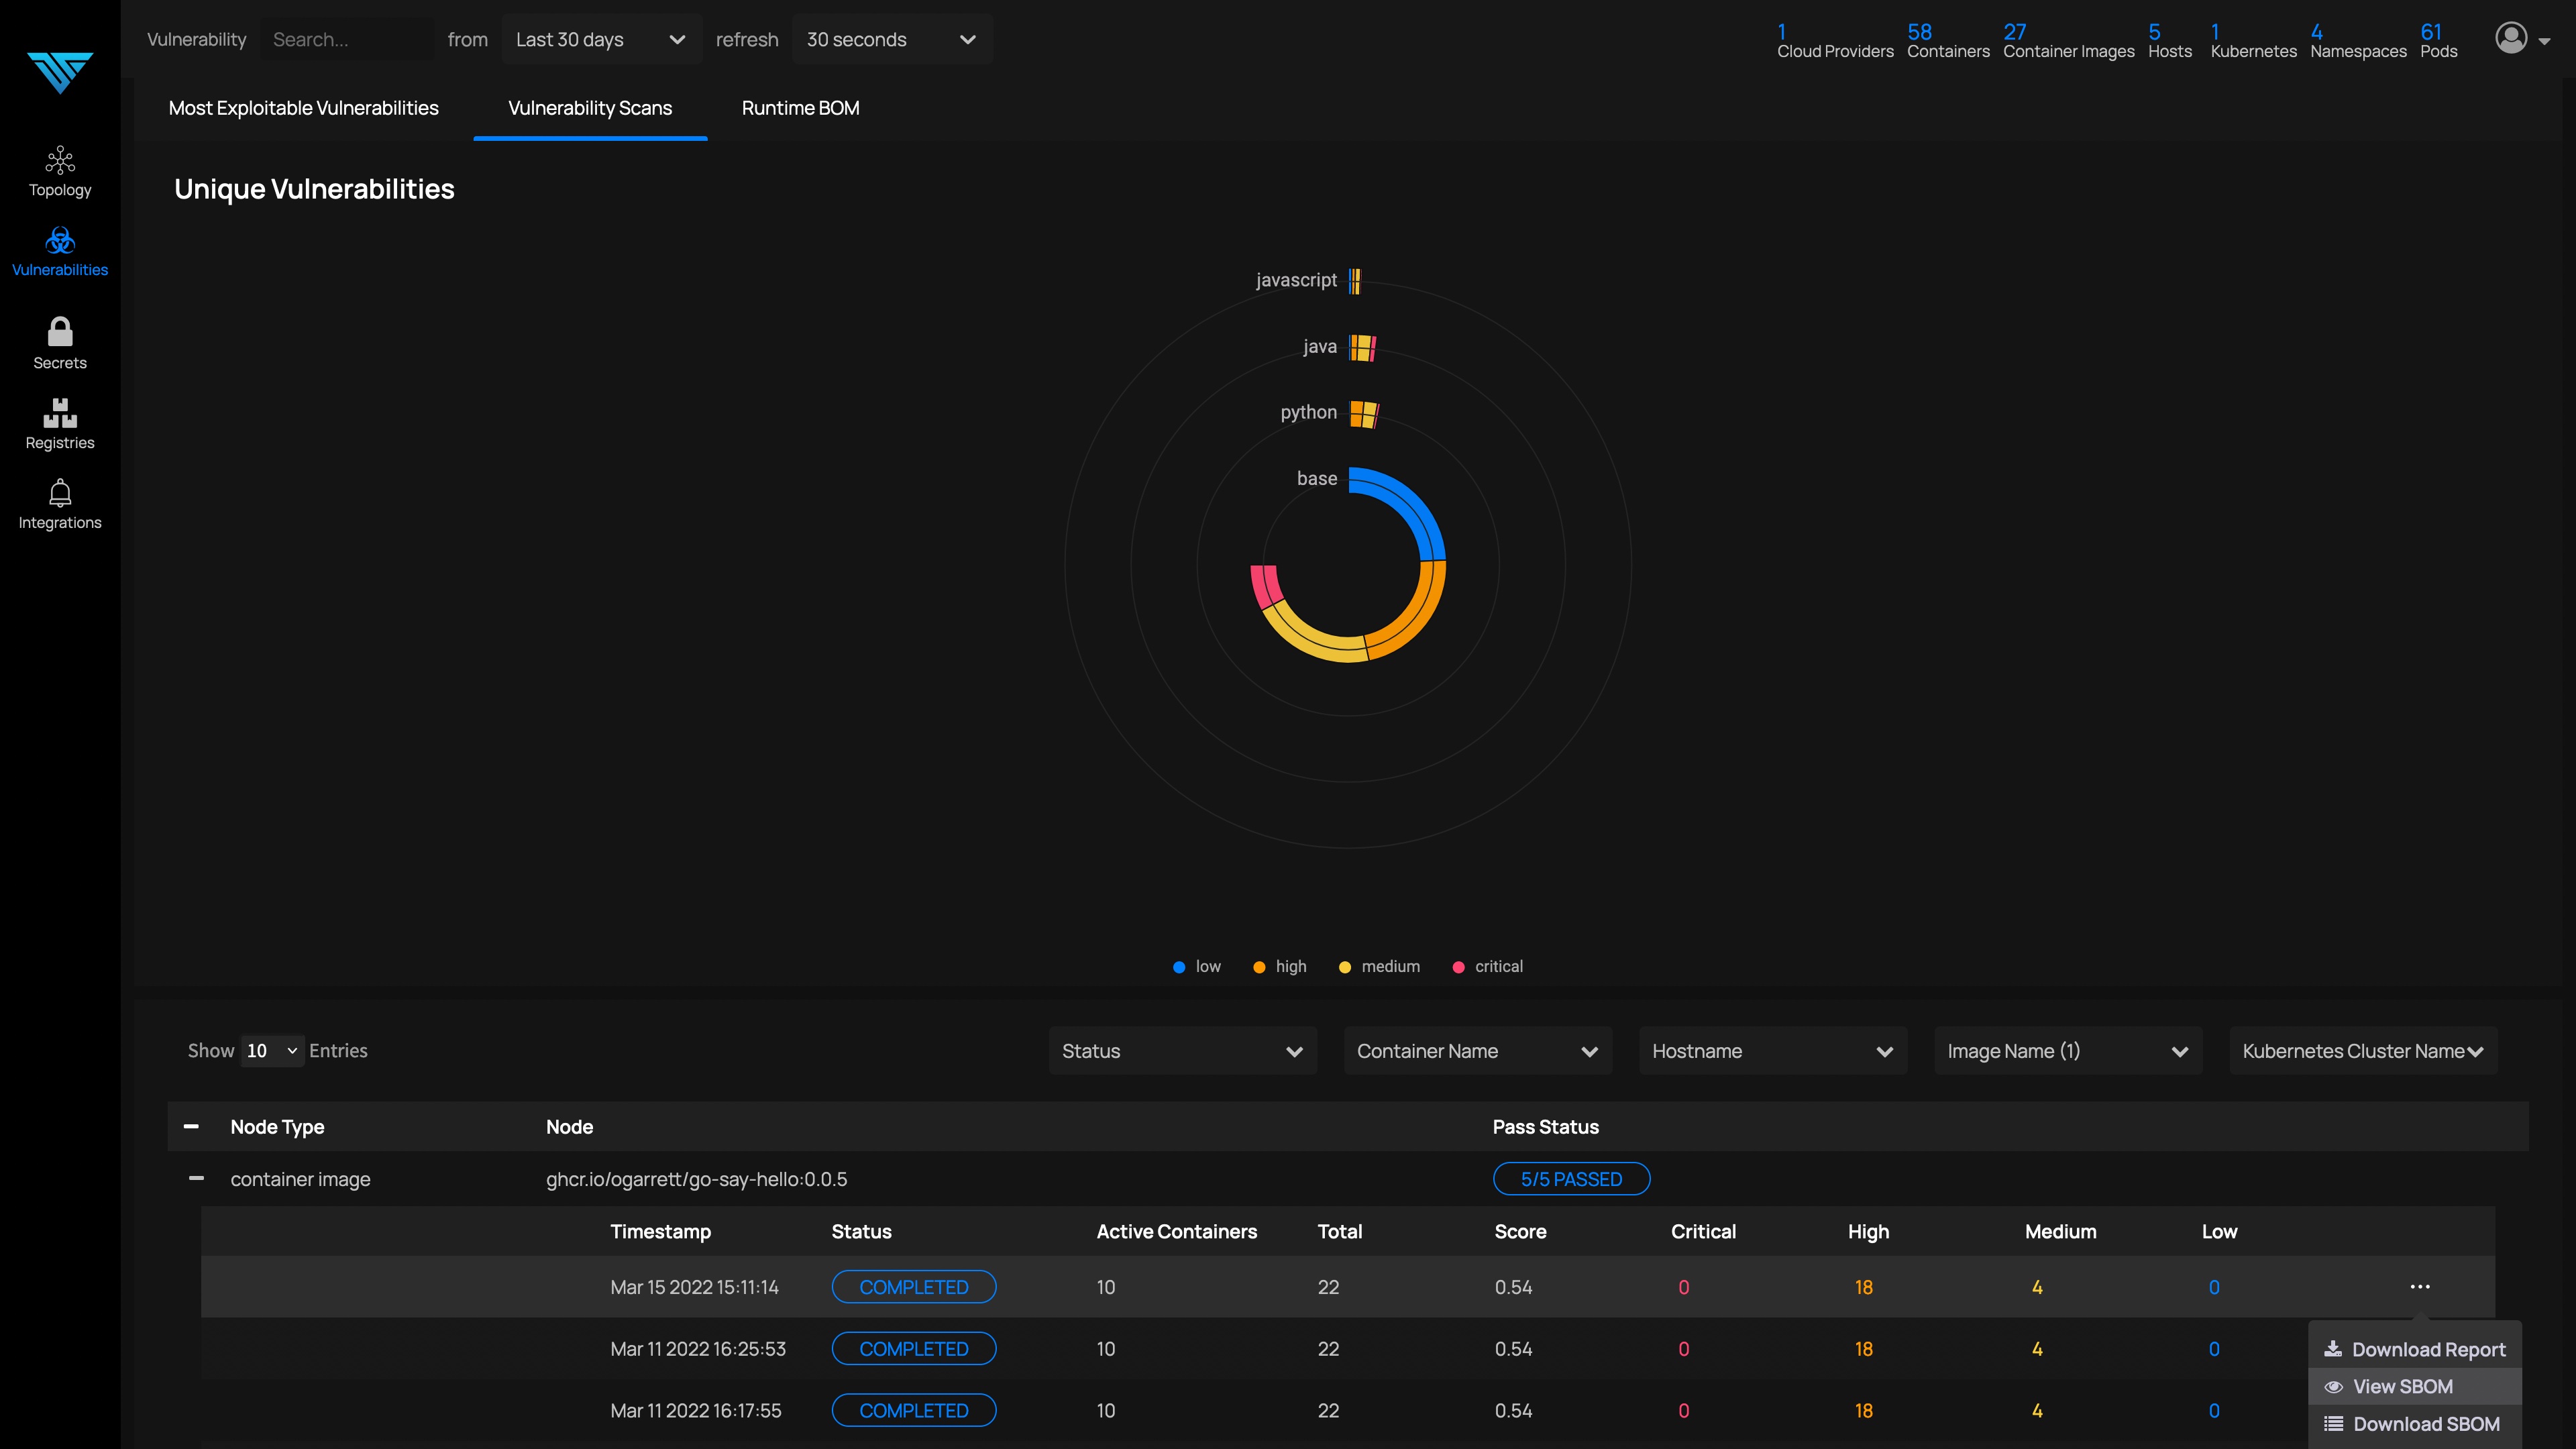 Vulnerability Search... from Last 30 days refresh 30 seconds
1 58 27 5 1 4 61
Cloud Providers Containers Container Images Hosts Kubernetes Namespaces Pods
Topology
Vulnerabilities
Secrets
Registries
Integrations
Most Exploitable Vulnerabilities Vulnerability Scans Runtime BOM
Unique Vulnerabilities
javascript
java
python
base
low high medium critical
Show 10 Entries Status Container Name Hostname Image Name (1) Kubernetes Cluster Name
Node Type Node Pass Status
container image ghcr.io/ogarrett/go-say-hello:0.0.5 5/5 PASSED
Timestamp Status Active Containers Total Score Critical High Medium Low
Mar 15 2022 15:11:14 COMPLETED 10 22 0.54 0 18 4 0 ...
Mar 11 2022 16:25:53 COMPLETED 10 22 0.54 0 18 4 0
Mar 11 2022 16:17:55 COMPLETED 10 22 0.54 0 18 4 0
Download Report
View SBOM
Download SBOM